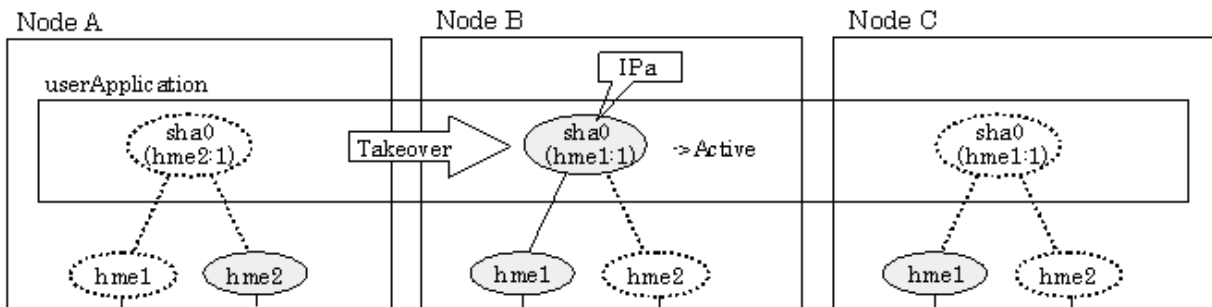 Node A
Node B
Node C
IPa
userApplication
sha0
(hme2:1)
Takeover
sha0
(hme1:1)
->Active
sha0
(hme1:1)
hme1
hme2
hme1
hme2
hme1
hme2